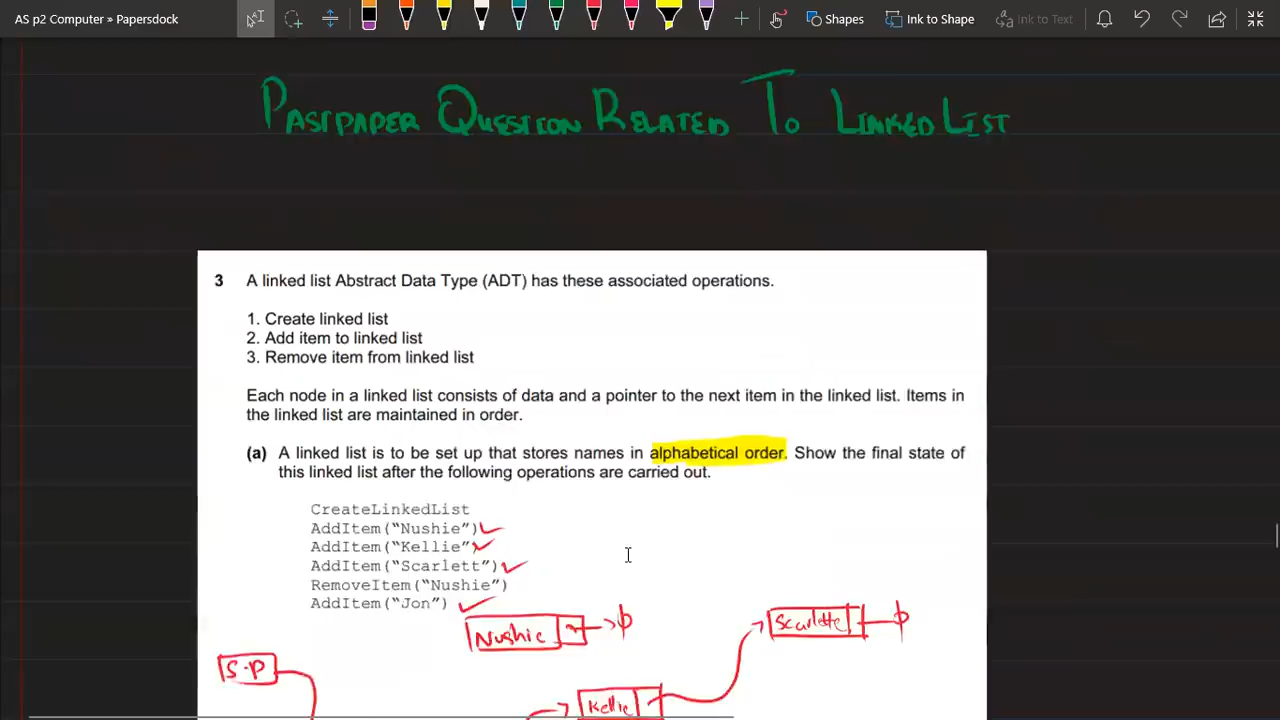 AS p2 Computer » Papersdock
Shapes
Ink to Shape
Ink to Text
PASTPAPER QUESTION RELATED TO LINKED LIST
3 A linked list Abstract Data Type (ADT) has these associated operations.
1. Create linked list
2. Add item to linked list
3. Remove item from linked list
Each node in a linked list consists of data and a pointer to the next item in the linked list. Items in
the linked list are maintained in order.
(a) A linked list is to be set up that stores names in alphabetical order. Show the final state of
this linked list after the following operations are carried out.
CreateLinkedList
AddItem("Nushie")
AddItem("Kellie")
AddItem("Scarlett")
RemoveItem("Nushie")
AddItem("Jon")
Nushie
Scarlette
S.P
Kellie